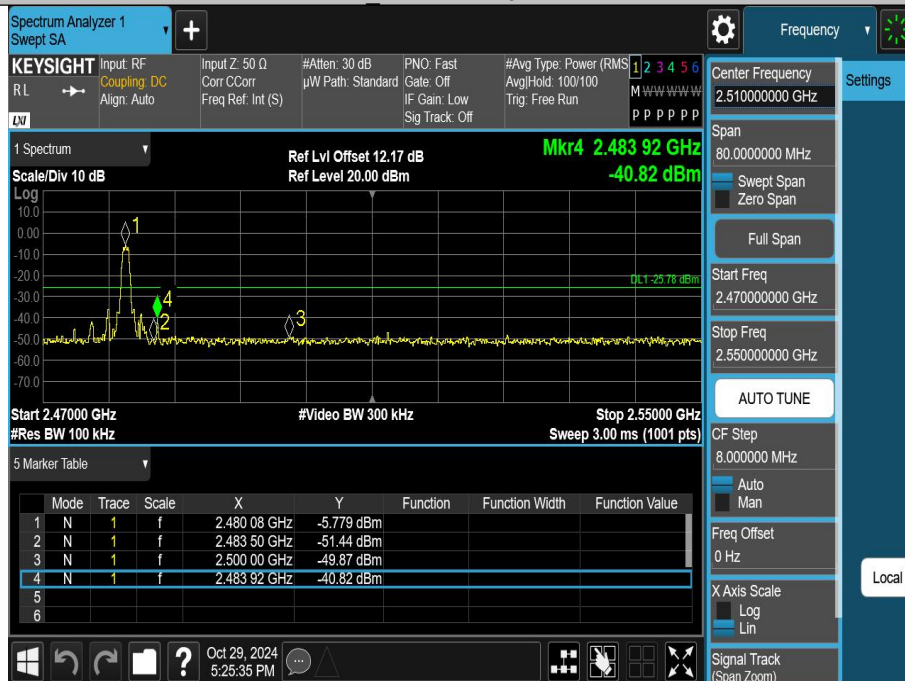 Spectrum Analyzer 1
Swept SA
+
Frequency
KEYSIGHT
RL
LXI
Input: RF
Coupling: DC
Align: Auto
Input Z: 50 Ω
Corr CCorr
Freq Ref: Int (S)
#Atten: 30 dB
µW Path: Standard
PNO: Fast
Gate: Off
IF Gain: Low
Sig Track: Off
#Avg Type: Power (RMS
Avg|Hold: 100/100
Trig: Free Run
1 2 3 4 5 6
M W W W W W
P P P P P P
1 Spectrum
Scale/Div 10 dB
Ref Lvl Offset 12.17 dB
Ref Level 20.00 dBm
Mkr4 2.483 92 GHz
-40.82 dBm
Log
10.0
0.00
-10.0
-20.0
-30.0
-40.0
-50.0
-60.0
-70.0
1
4
2
3
DL1 -25.78 dBm
Start 2.47000 GHz
#Video BW 300 kHz
Stop 2.55000 GHz
#Res BW 100 kHz
Sweep 3.00 ms (1001 pts)
5 Marker Table
Mode Trace Scale X Y Function Function Width Function Value
1 N 1 f 2.480 08 GHz -5.779 dBm
2 N 1 f 2.483 50 GHz -51.44 dBm
3 N 1 f 2.500 00 GHz -49.87 dBm
4 N 1 f 2.483 92 GHz -40.82 dBm
5
6
?
Oct 29, 2024
5:25:35 PM
Center Frequency
2.510000000 GHz
Settings
Span
80.0000000 MHz
Swept Span
Zero Span
Full Span
Start Freq
2.470000000 GHz
Stop Freq
2.550000000 GHz
AUTO TUNE
CF Step
8.000000 MHz
Auto
Man
Freq Offset
0 Hz
Local
X Axis Scale
Log
Lin
Signal Track
(Span Zoom)